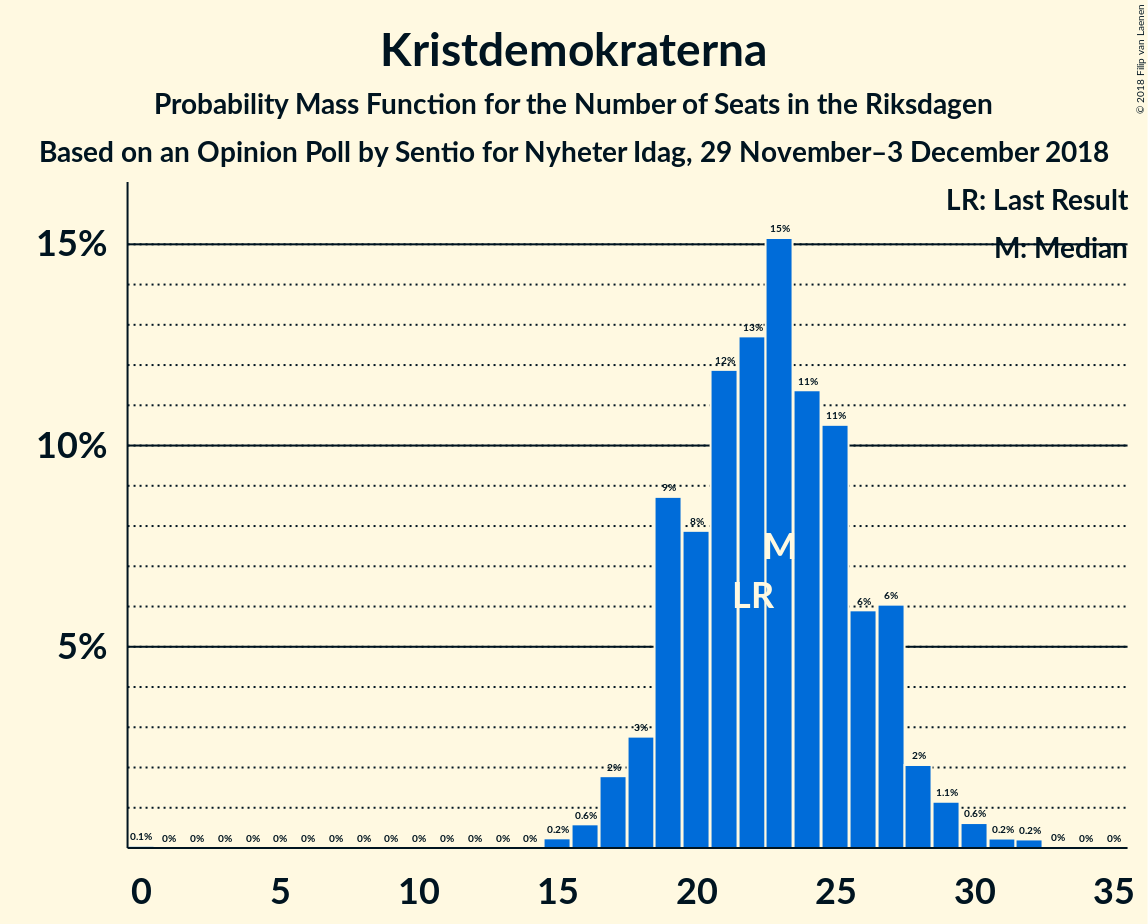 Kristdemokraterna
Probability Mass Function for the Number of Seats in the Riksdagen
Based on an Opinion Poll by Sentio for Nyheter Idag, 29 November–3 December 2018
© 2018 Filip van Laenen
LR: Last Result
M: Median
15%
10%
5%
0.1% 0% 0% 0% 0% 0% 0% 0% 0% 0% 0% 0% 0% 0% 0% 0.2% 0.6% 2% 3% 9% 8% 12% 13% 15% 11% 11% 6% 6% 2% 1.1% 0.6% 0.2% 0.2% 0% 0% 0%
M
LR
0 5 10 15 20 25 30 35